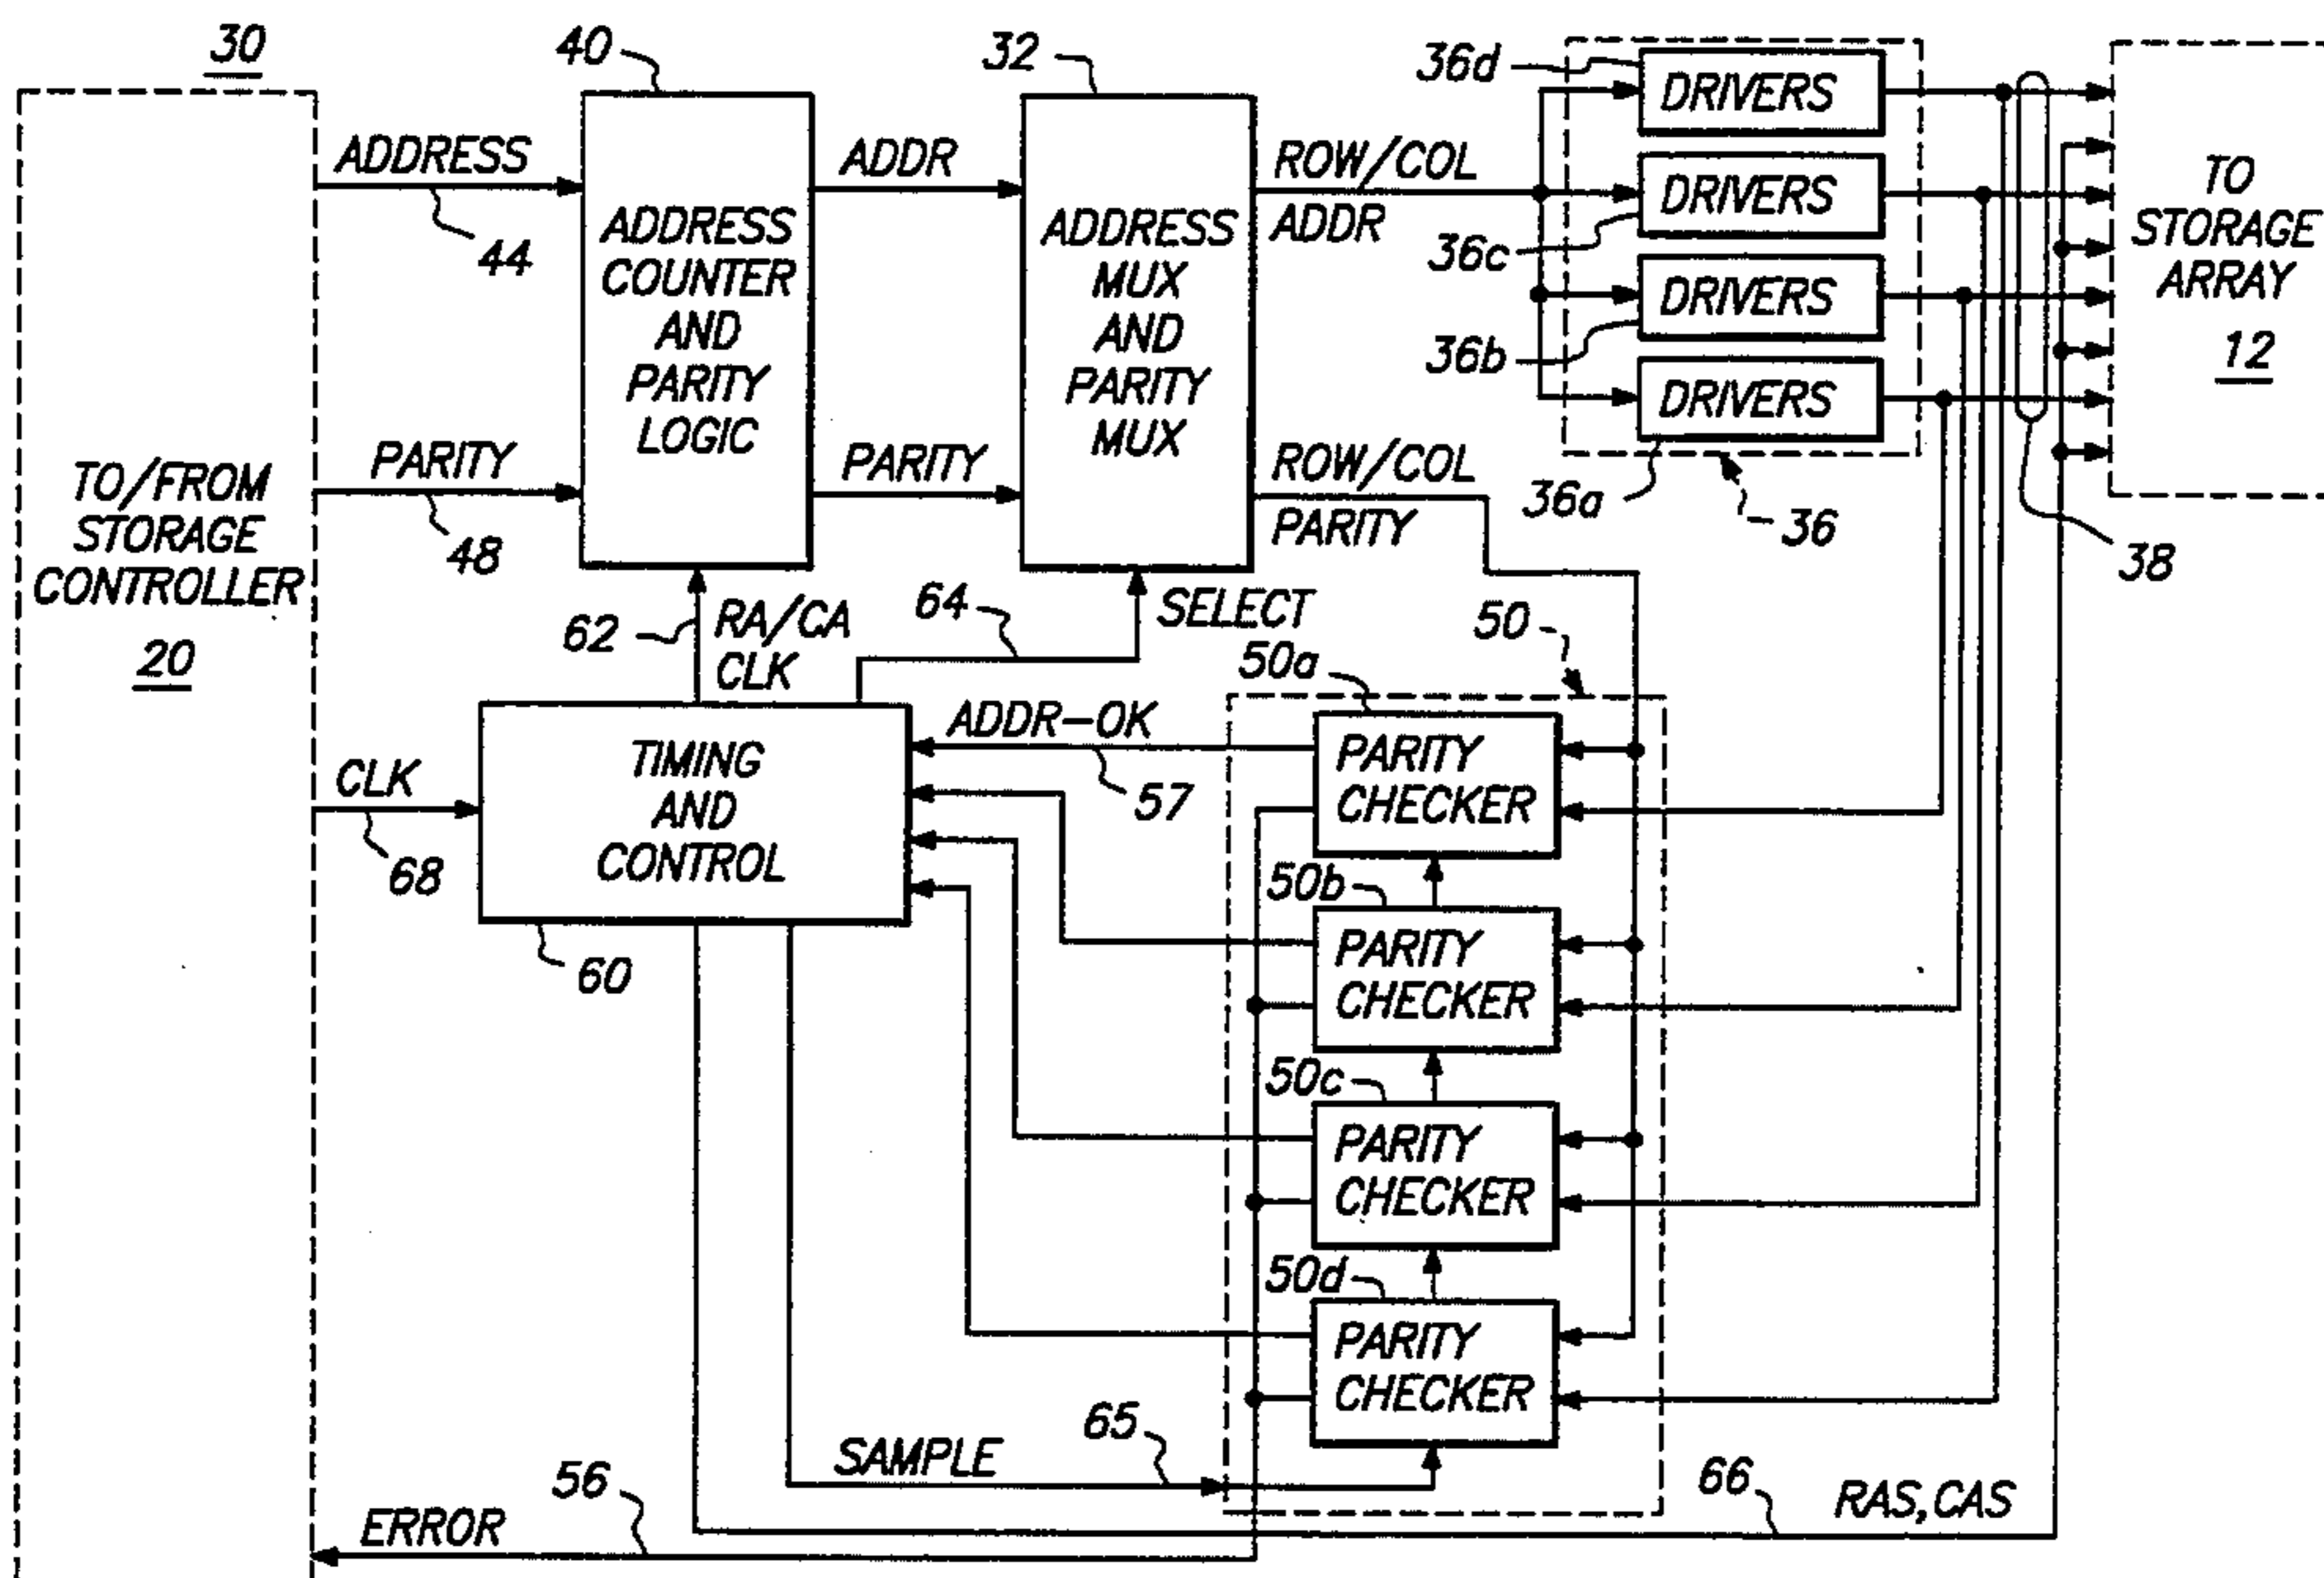 30
40
32
36d
DRIVERS
ADDRESS
ADDR
ROW/COL
ADDR
DRIVERS
TO
STORAGE
ARRAY
12
44
ADDRESS
COUNTER
AND
PARITY
LOGIC
ADDRESS
MUX
AND
PARITY
MUX
36c
DRIVERS
36b
DRIVERS
36a
36
38
PARITY
48
PARITY
ROW/COL
PARITY
TO/FROM
STORAGE
CONTROLLER
20
62
RA/CA
CLK
64
SELECT
50
50a
ADDR-OK
57
PARITY
CHECKER
CLK
68
TIMING
AND
CONTROL
60
50b
PARITY
CHECKER
50c
PARITY
CHECKER
50d
PARITY
CHECKER
SAMPLE
65
66
RAS,CAS
ERROR
56